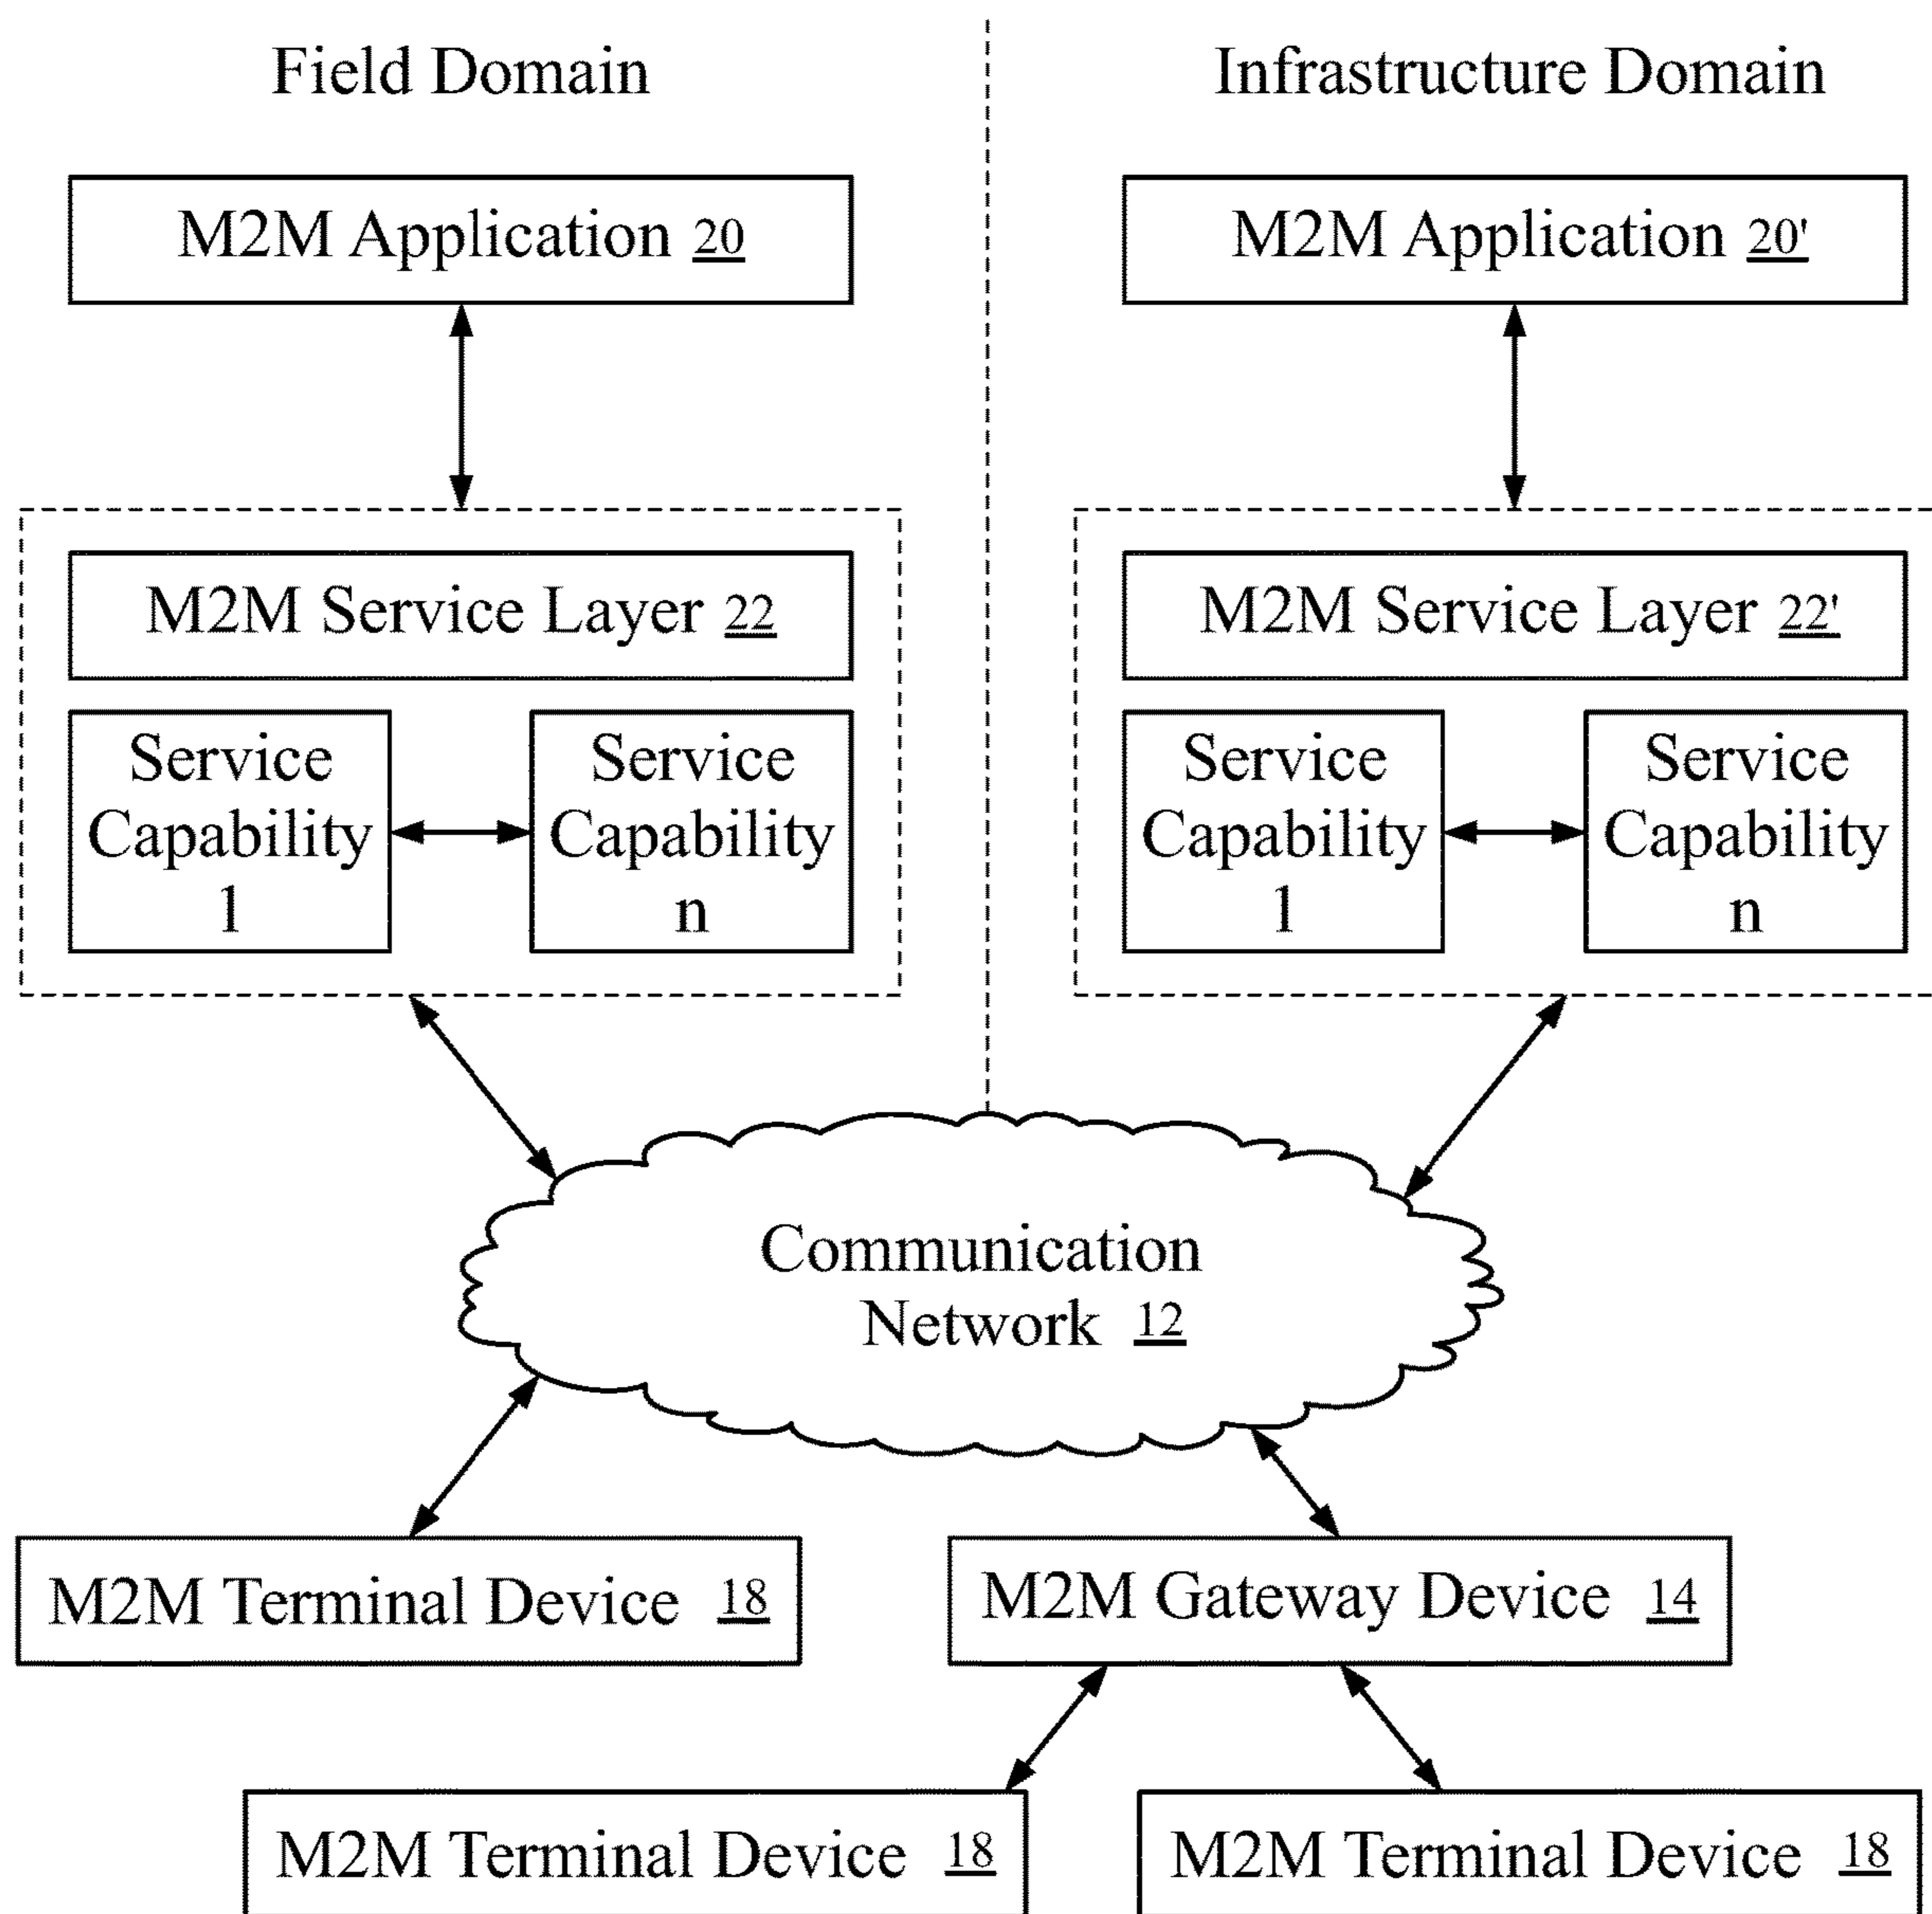 Field Domain
Infrastructure Domain
M2M Application 20
M2M Application 20'
M2M Service Layer 22
Service
Capability
1
Service
Capability
n
M2M Service Layer 22'
Service
Capability
1
Service
Capability
n
Communication
Network 12
M2M Terminal Device 18
M2M Gateway Device 14
M2M Terminal Device 18
M2M Terminal Device 18